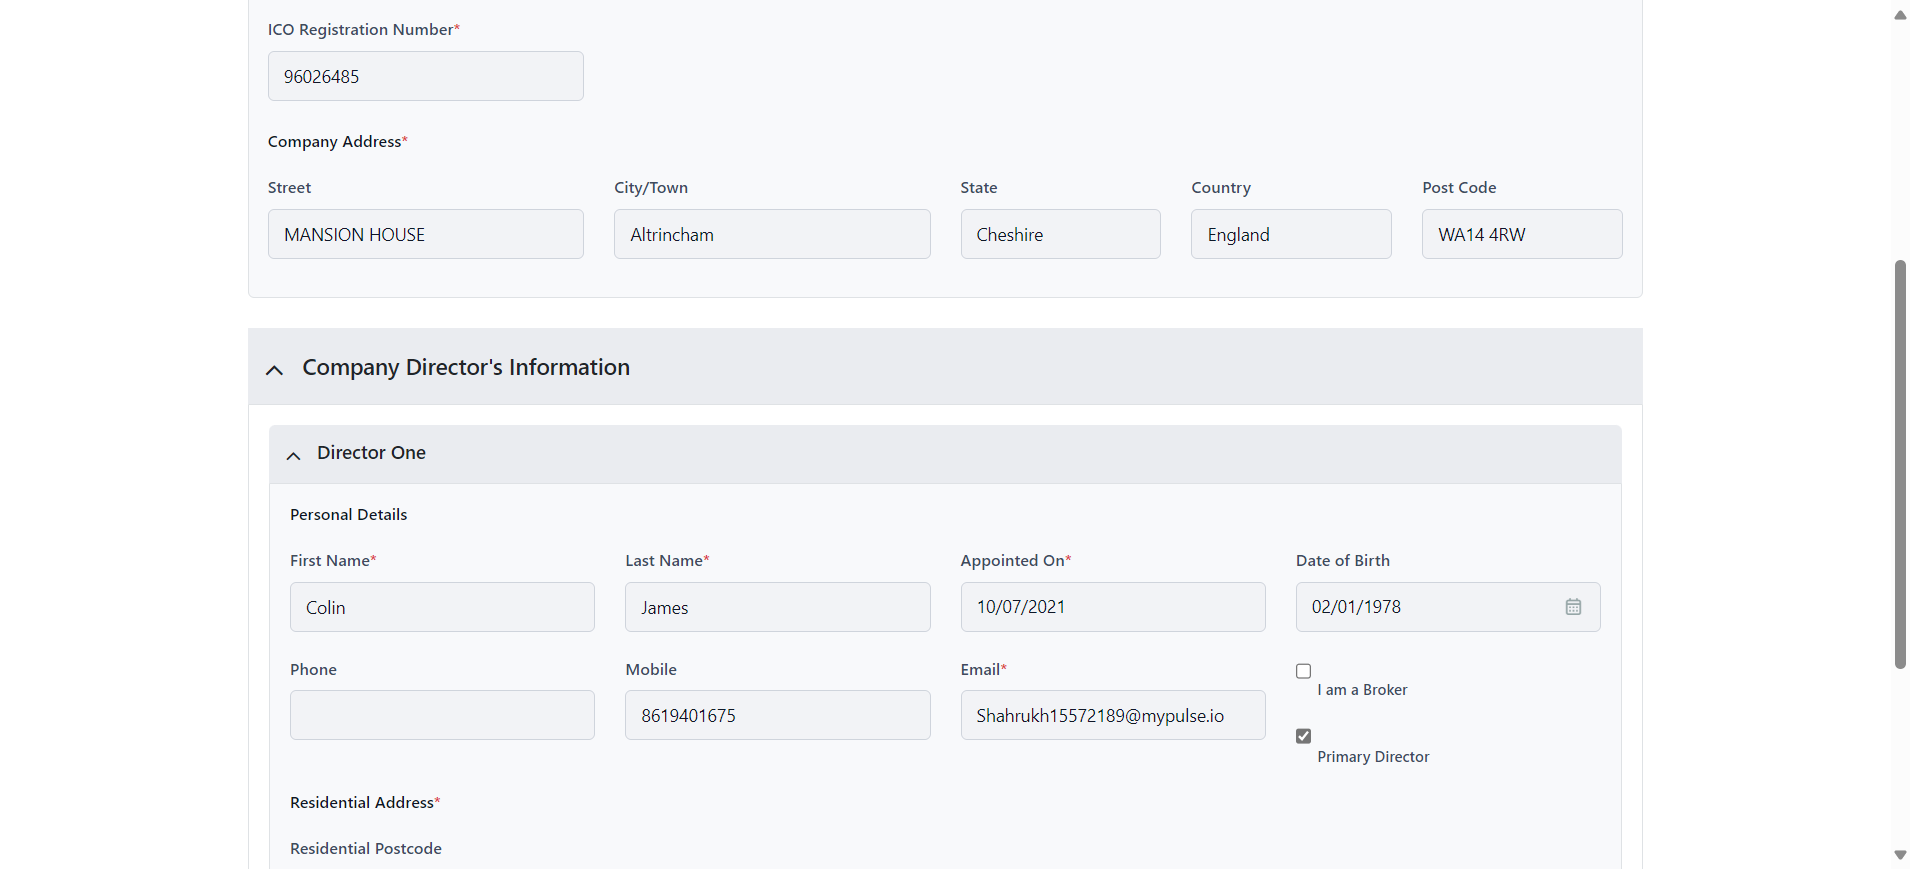 ICO Registration Number*
96026485
Company Address*
Street City/Town State Country Post Code
MANSION HOUSE Altrincham Cheshire England WA14 4RW
Company Director's Information
Director One
Personal Details
First Name* Last Name* Appointed On* Date of Birth
Colin James 10/07/2021 02/01/1978
Phone Mobile Email*
I am a Broker
8619401675 Shahrukh15572189@mypulse.io
Primary Director
Residential Address*
Residential Postcode